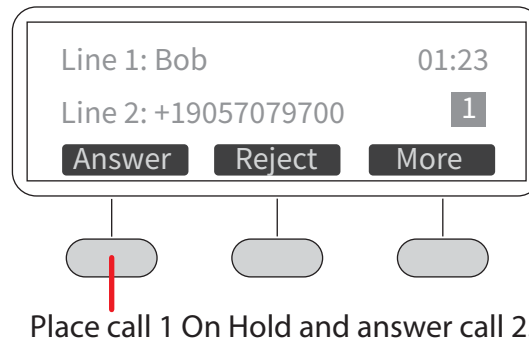 Line 1: Bob 01:23
Line 2: +19057079700 1
Answer Reject More
Place call 1 On Hold and answer call 2